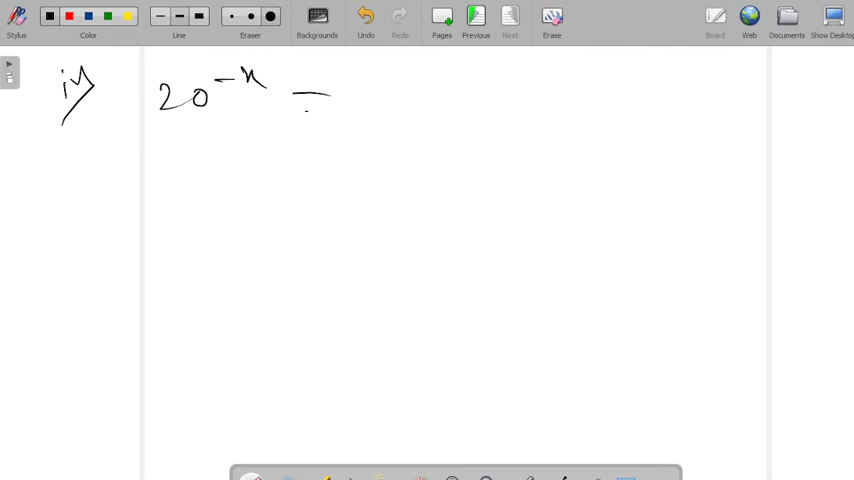 Stylus Color Line Eraser Backgrounds Undo Redo Pages Previous Next Erase Board Web Documents Show Desktop
20^{-x} =